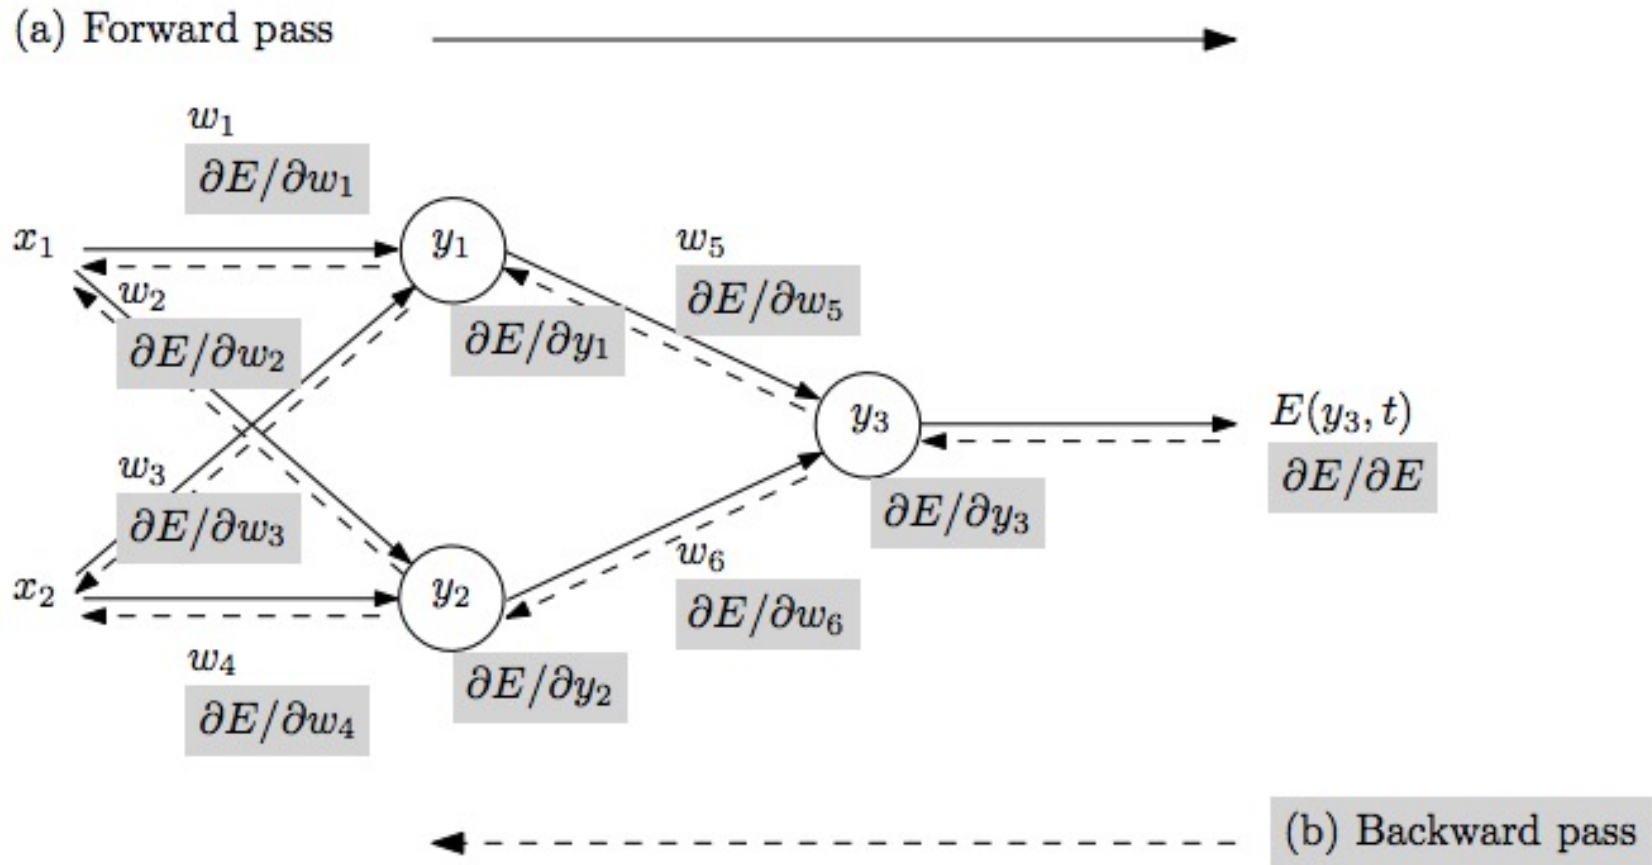 (a) Forward pass
w₁
∂E/∂w₁
x₁
y₁
w₅
w₂
∂E/∂w₅
∂E/∂w₂
∂E/∂y₁
y₃
E(y₃, t)
w₃
∂E/∂E
∂E/∂w₃
∂E/∂y₃
x₂
y₂
w₆
∂E/∂w₆
w₄
∂E/∂y₂
∂E/∂w₄
(b) Backward pass